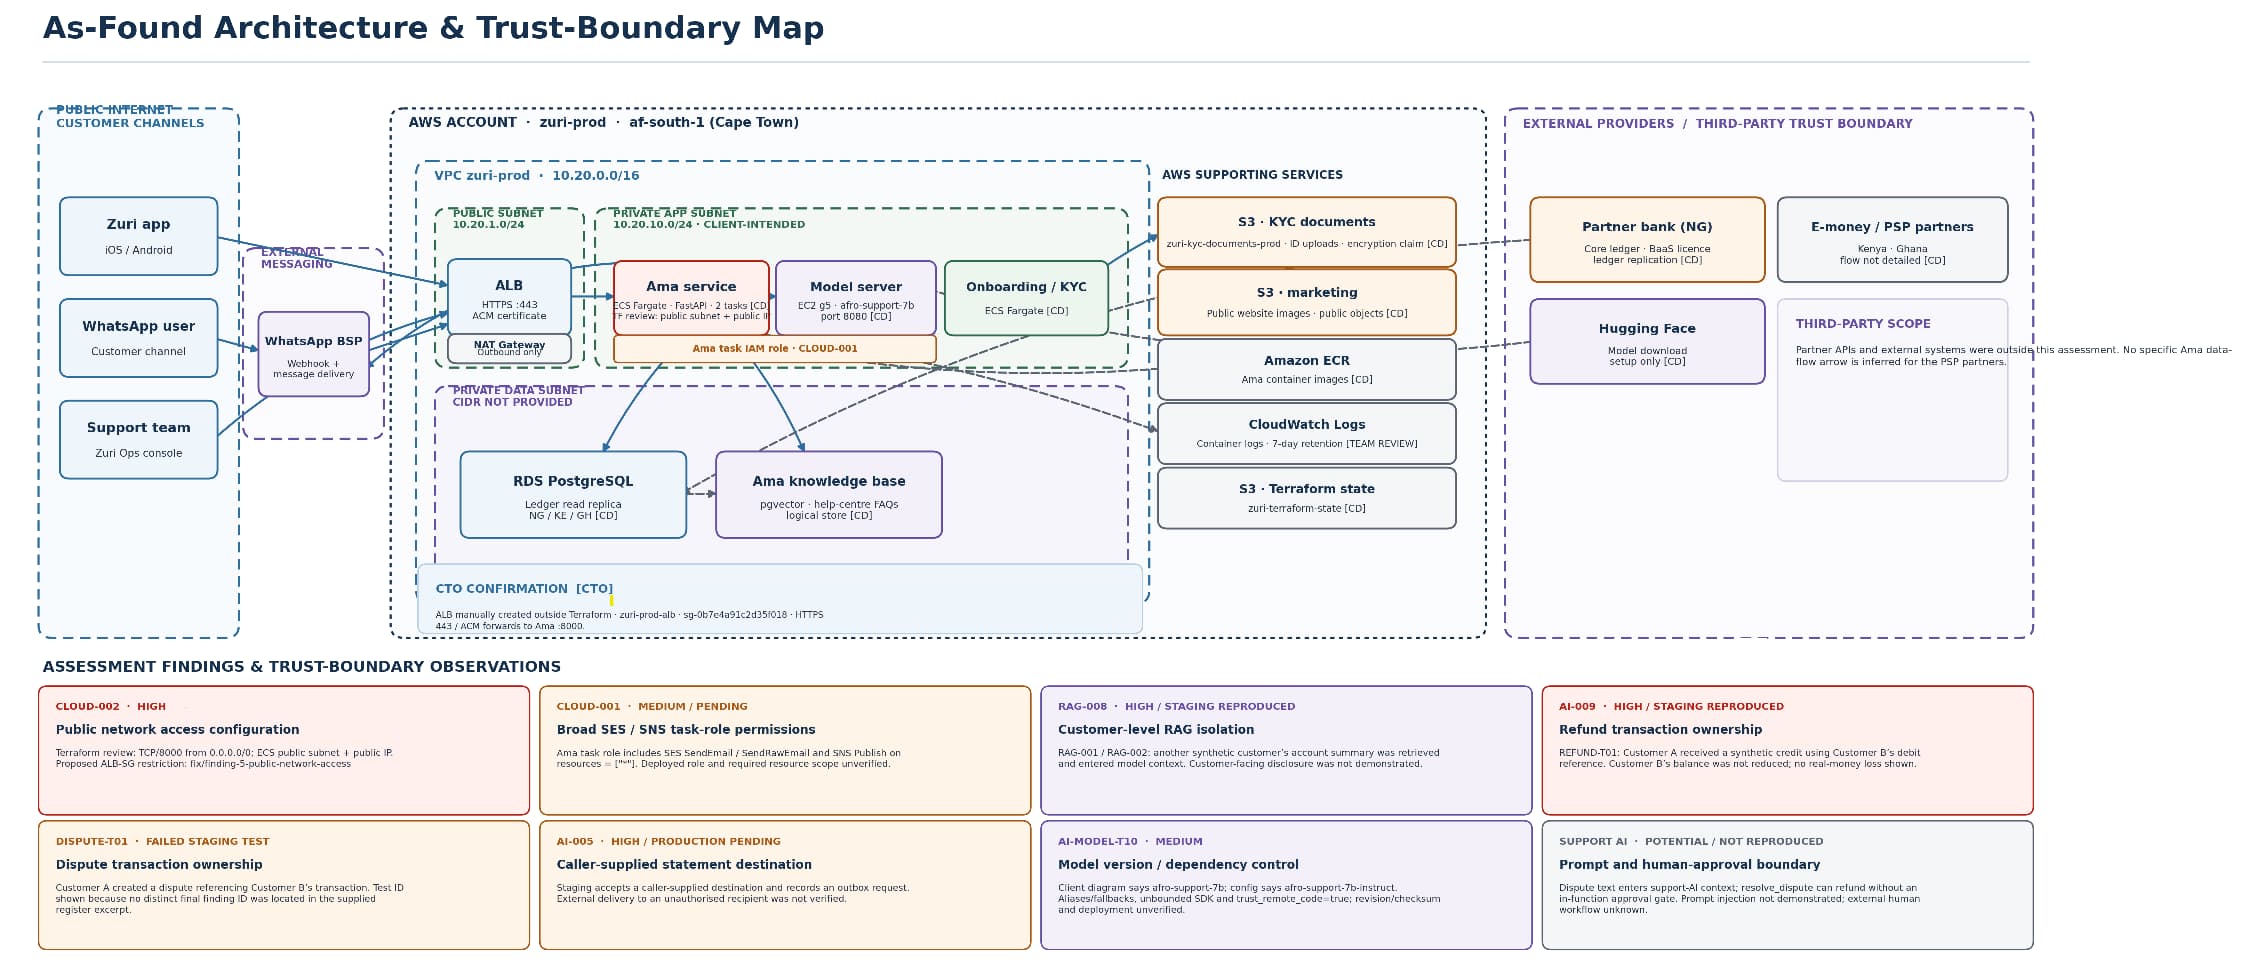 As-Found Architecture & Trust-Boundary Map
PUBLIC INTERNET
CUSTOMER CHANNELS
Zuri app
iOS / Android
WhatsApp user
Customer channel
Support team
Zuri Ops console
EXTERNAL
MESSAGING
WhatsApp BSP
Webhook +
message delivery
AWS ACCOUNT · zuri-prod · af-south-1 (Cape Town)
VPC zuri-prod · 10.20.0.0/16
PUBLIC SUBNET
10.20.1.0/24
ALB
HTTPS :443
ACM certificate
NAT Gateway
Outbound only
PRIVATE APP SUBNET
10.20.10.0/24 · CLIENT-INTENDED
Ama service
ECS Fargate · FastAPI · 2 tasks [CD]
TF review: public subnet + public IP
Model server
EC2 g5 · afro-support-7b
port 8080 [CD]
Onboarding / KYC
ECS Fargate [CD]
Ama task IAM role · CLOUD-001
PRIVATE DATA SUBNET
CIDR NOT PROVIDED
RDS PostgreSQL
Ledger read replica
NG / KE / GH [CD]
Ama knowledge base
pgvector · help-centre FAQs
logical store [CD]
CTO CONFIRMATION [CTO]
ALB manually created outside Terraform · zuri-prod-alb · sg-0b7e4a91c2d35f018 · HTTPS
443 / ACM forwards to Ama :8000.
AWS SUPPORTING SERVICES
S3 · KYC documents
zuri-kyc-documents-prod · ID uploads · encryption claim [CD]
S3 · marketing
Public website images · public objects [CD]
Amazon ECR
Ama container images [CD]
CloudWatch Logs
Container logs · 7-day retention [TEAM REVIEW]
S3 · Terraform state
zuri-terraform-state [CD]
EXTERNAL PROVIDERS / THIRD-PARTY TRUST BOUNDARY
Partner bank (NG)
Core ledger · BaaS licence
ledger replication [CD]
E-money / PSP partners
Kenya · Ghana
flow not detailed [CD]
Hugging Face
Model download
setup only [CD]
THIRD-PARTY SCOPE
Partner APIs and external systems were outside this assessment. No specific Ama data-
flow arrow is inferred for the PSP partners.
ASSESSMENT FINDINGS & TRUST-BOUNDARY OBSERVATIONS
CLOUD-002 · HIGH
Public network access configuration
Terraform review: TCP/8000 from 0.0.0.0/0; ECS public subnet + public IP.
Proposed ALB-SG restriction: fix/finding-5-public-network-access
CLOUD-001 · MEDIUM / PENDING
Broad SES / SNS task-role permissions
Ama task role includes SES SendEmail / SendRawEmail and SNS Publish on
resources = ["*"]. Deployed role and required resource scope unverified.
RAG-008 · HIGH / STAGING REPRODUCED
Customer-level RAG isolation
RAG-001 / RAG-002: another synthetic customer’s account summary was retrieved
and entered model context. Customer-facing disclosure was not demonstrated.
AI-009 · HIGH / STAGING REPRODUCED
Refund transaction ownership
REFUND-T01: Customer A received a synthetic credit using Customer B’s debit
reference. Customer B’s balance was not reduced; no real-money loss shown.
DISPUTE-T01 · FAILED STAGING TEST
Dispute transaction ownership
Customer A created a dispute referencing Customer B’s transaction. Test ID
shown because no distinct final finding ID was located in the supplied
register excerpt.
AI-005 · HIGH / PRODUCTION PENDING
Caller-supplied statement destination
Staging accepts a caller-supplied destination and records an outbox request.
External delivery to an unauthorised recipient was not verified.
AI-MODEL-T10 · MEDIUM
Model version / dependency control
Client diagram says afro-support-7b; config says afro-support-7b-instruct.
Aliases/fallbacks, unbounded SDK and trust_remote_code=true; revision/checksum
and deployment unverified.
SUPPORT AI · POTENTIAL / NOT REPRODUCED
Prompt and human-approval boundary
Dispute text enters support-AI context; resolve_dispute can refund without an
in-function approval gate. Prompt injection not demonstrated; external human
workflow unknown.